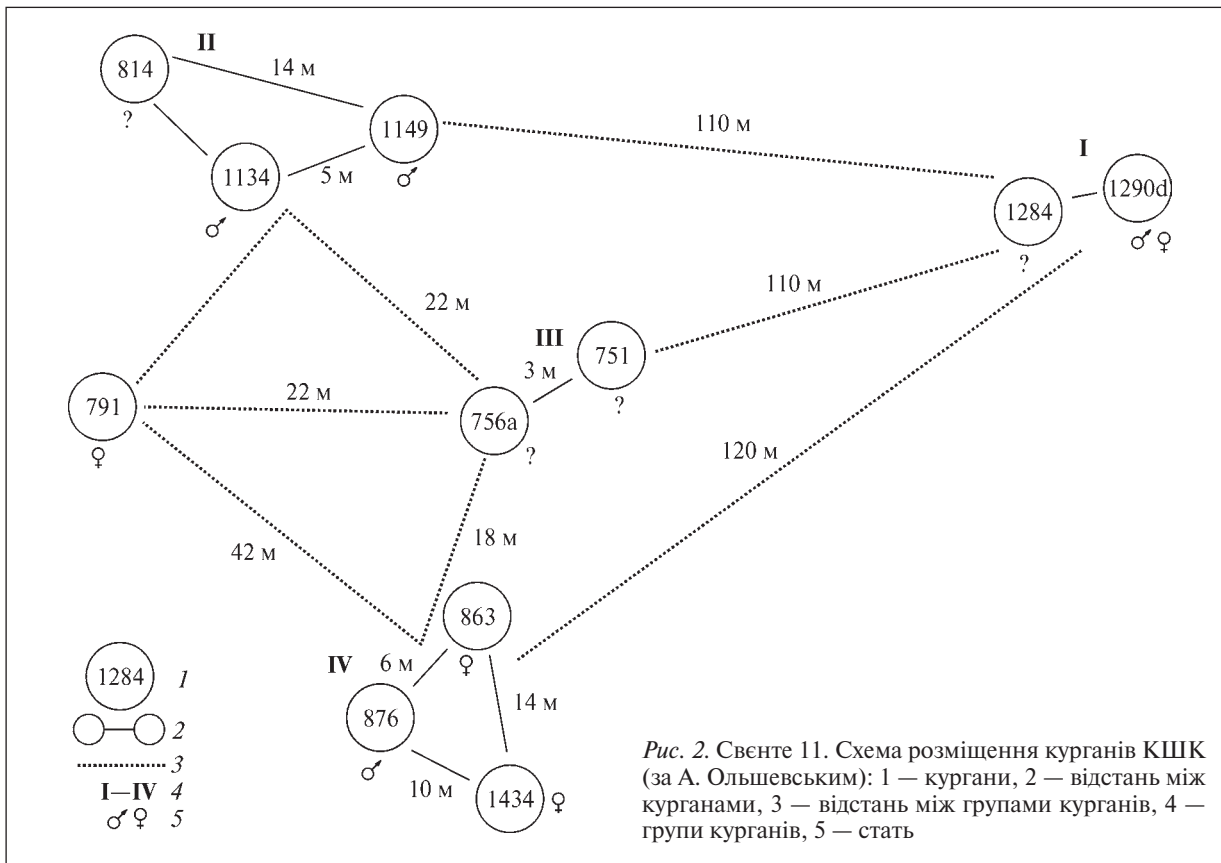 II
814
14 м
?
1149
♂
1134
5 м
♂
110 м
I
1284
1290d
?
♂ ♀
22 м
110 м
III
751
3 м
?
791
♀
22 м
756а
?
120 м
42 м
18 м
863
♀
IV
6 м
876
♂
14 м
10 м
1434
♀
1284 1
2
3
I—IV 4
♂ ♀ 5
Рис. 2. Свєнте 11. Схема розміщення курганів КШК
(за А. Ольшевським): 1 — кургани, 2 — відстань між
курганами, 3 — відстань між групами курганів, 4 —
групи курганів, 5 — стать